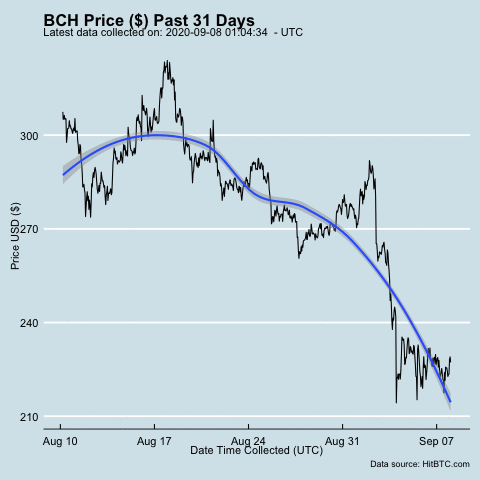 BCH Price ($) Past 31 Days
Latest data collected on: 2020-09-08 01:04:34  - UTC
Price USD ($)
300
270
240
210
Aug 10
Aug 17
Aug 24
Aug 31
Sep 07
Date Time Collected (UTC)
Data source: HitBTC.com